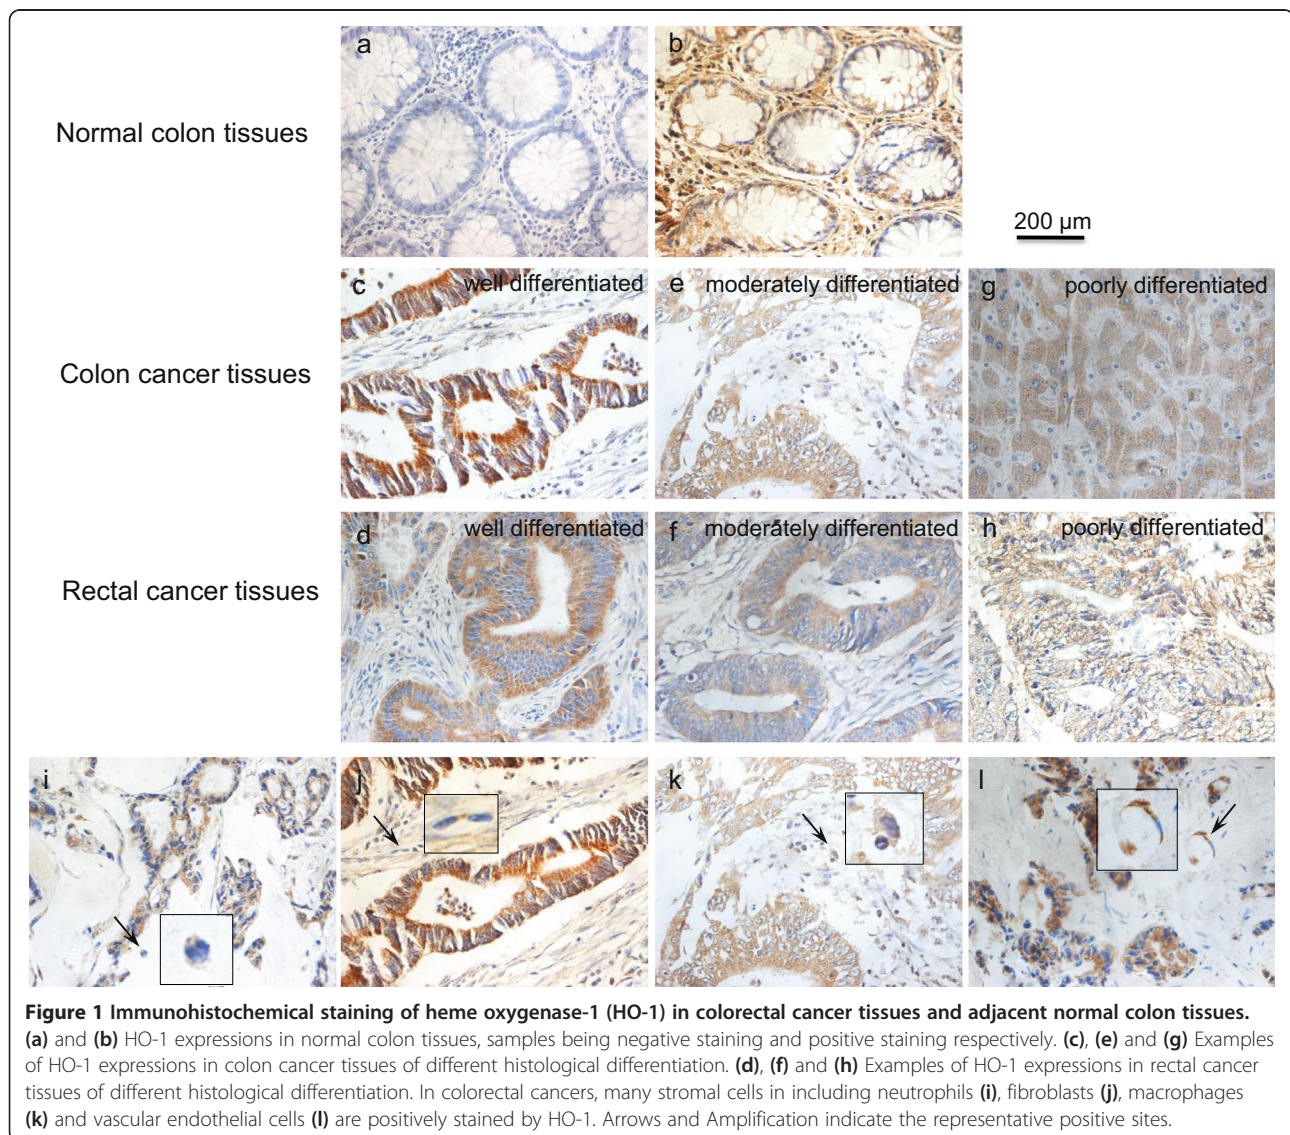 a
b
Normal colon tissues
200 µm
c
well differentiated
e
moderately differentiated
g
poorly differentiated
Colon cancer tissues
d
well differentiated
f
moderately differentiated
h
poorly differentiated
Rectal cancer tissues
i
j
k
l
Figure 1 Immunohistochemical staining of heme oxygenase-1 (HO-1) in colorectal cancer tissues and adjacent normal colon tissues.
(a) and (b) HO-1 expressions in normal colon tissues, samples being negative staining and positive staining respectively. (c), (e) and (g) Examples
of HO-1 expressions in colon cancer tissues of different histological differentiation. (d), (f) and (h) Examples of HO-1 expressions in rectal cancer
tissues of different histological differentiation. In colorectal cancers, many stromal cells in including neutrophils (i), fibroblasts (j), macrophages
(k) and vascular endothelial cells (l) are positively stained by HO-1. Arrows and Amplification indicate the representative positive sites.